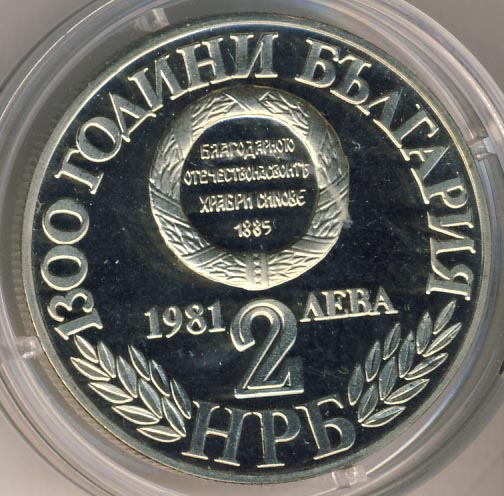 1300 ГОДИНИ БЪЛГАРИЯ
БЛАГОДАРНОТО
ОТЕЧЕСТВО НА СВОИТѢ
ХРАБРИ СИНОВЕ
1885
1981 2 ЛЕВА
НРБ